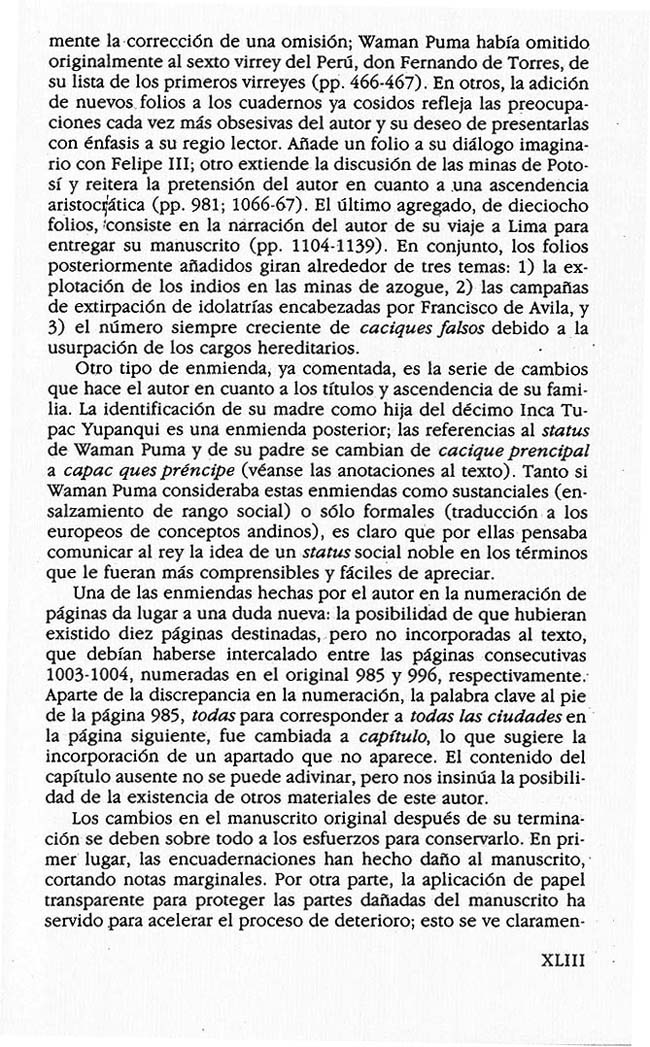 mente la corrección de una omisión; Waman Puma había omitido
originalmente al sexto virrey del Perú, don Fernando de Torres, de
su lista de los primeros virreyes (pp. 466-467). En otros, la adición
de nuevos folios a los cuadernos ya cosidos refleja las preocupa-
ciones cada vez más obsesivas del autor y su deseo de presentarlas
con énfasis a su regio lector. Añade un folio a su diálogo imagina-
rio con Felipe III; otro extiende la discusión de las minas de Poto-
sí y reitera la pretensión del autor en cuanto a una ascendencia
aristocrática (pp. 981; 1066-67). El último agregado, de dieciocho
folios, consiste en la narración del autor de su viaje a Lima para
entregar su manuscrito (pp. 1104-1139). En conjunto, los folios
posteriormente añadidos giran alrededor de tres temas: 1) la ex-
plotación de los indios en las minas de azogue, 2) las campañas
de extirpación de idolatrías encabezadas por Francisco de Avila, y
3) el número siempre creciente de caciques falsos debido a la
usurpación de los cargos hereditarios.
Otro tipo de enmienda, ya comentada, es la serie de cambios
que hace el autor en cuanto a los títulos y ascendencia de su fami-
lia. La identificación de su madre como hija del décimo Inca Tu-
pac Yupanqui es una enmienda posterior; las referencias al status
de Waman Puma y de su padre se cambian de cacique prencipal
a capac ques préncipe (véanse las anotaciones al texto). Tanto si
Waman Puma consideraba estas enmiendas como sustanciales (en-
salzamiento de rango social) o sólo formales (traducción a los
europeos de conceptos andinos), es claro que por ellas pensaba
comunicar al rey la idea de un status social noble en los términos
que le fueran más comprensibles y fáciles de apreciar.
Una de las enmiendas hechas por el autor en la numeración de
páginas da lugar a una duda nueva: la posibilidad de que hubieran
existido diez páginas destinadas, pero no incorporadas al texto,
que debían haberse intercalado entre las páginas consecutivas
1003-1004, numeradas en el original 985 y 996, respectivamente.
Aparte de la discrepancia en la numeración, la palabra clave al pie
de la página 985, todas para corresponder a todas las ciudades en
la página siguiente, fue cambiada a capítulo, lo que sugiere la
incorporación de un apartado que no aparece. El contenido del
capítulo ausente no se puede adivinar, pero nos insinúa la posibili-
dad de la existencia de otros materiales de este autor.
Los cambios en el manuscrito original después de su termina-
ción se deben sobre todo a los esfuerzos para conservarlo. En pri-
mer lugar, las encuadernaciones han hecho daño al manuscrito,
cortando notas marginales. Por otra parte, la aplicación de papel
transparente para proteger las partes dañadas del manuscrito ha
servido para acelerar el proceso de deterioro; esto se ve claramen-
XLIII